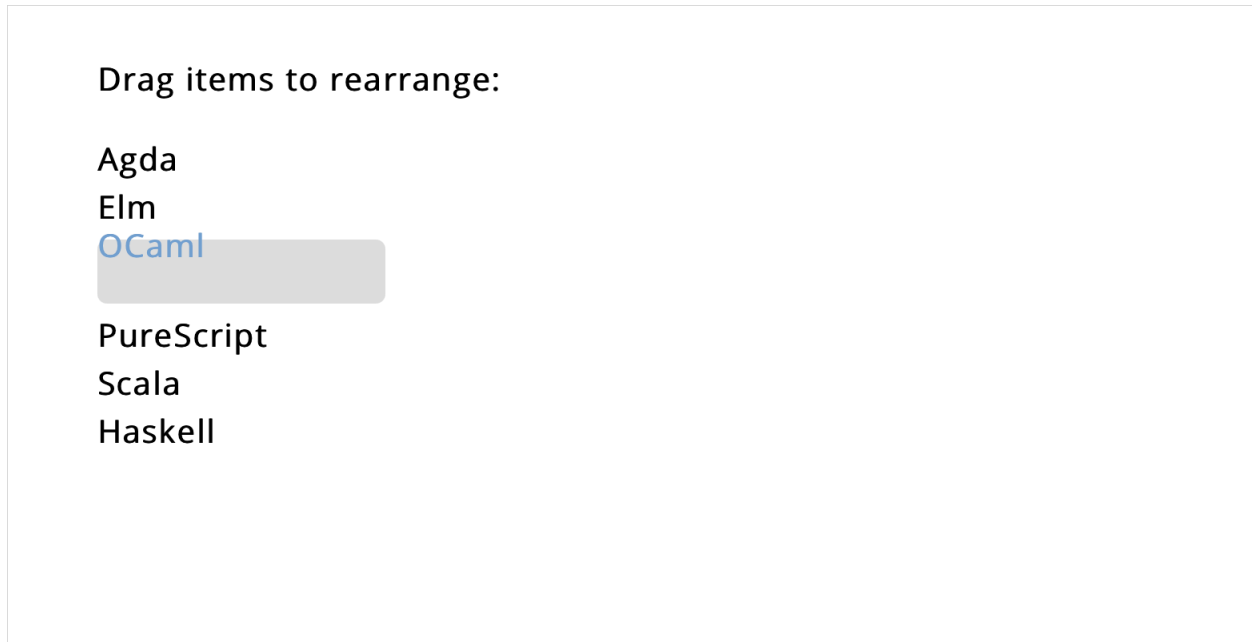 Drag items to rearrange:
Agda
Elm
OCaml
PureScript
Scala
Haskell